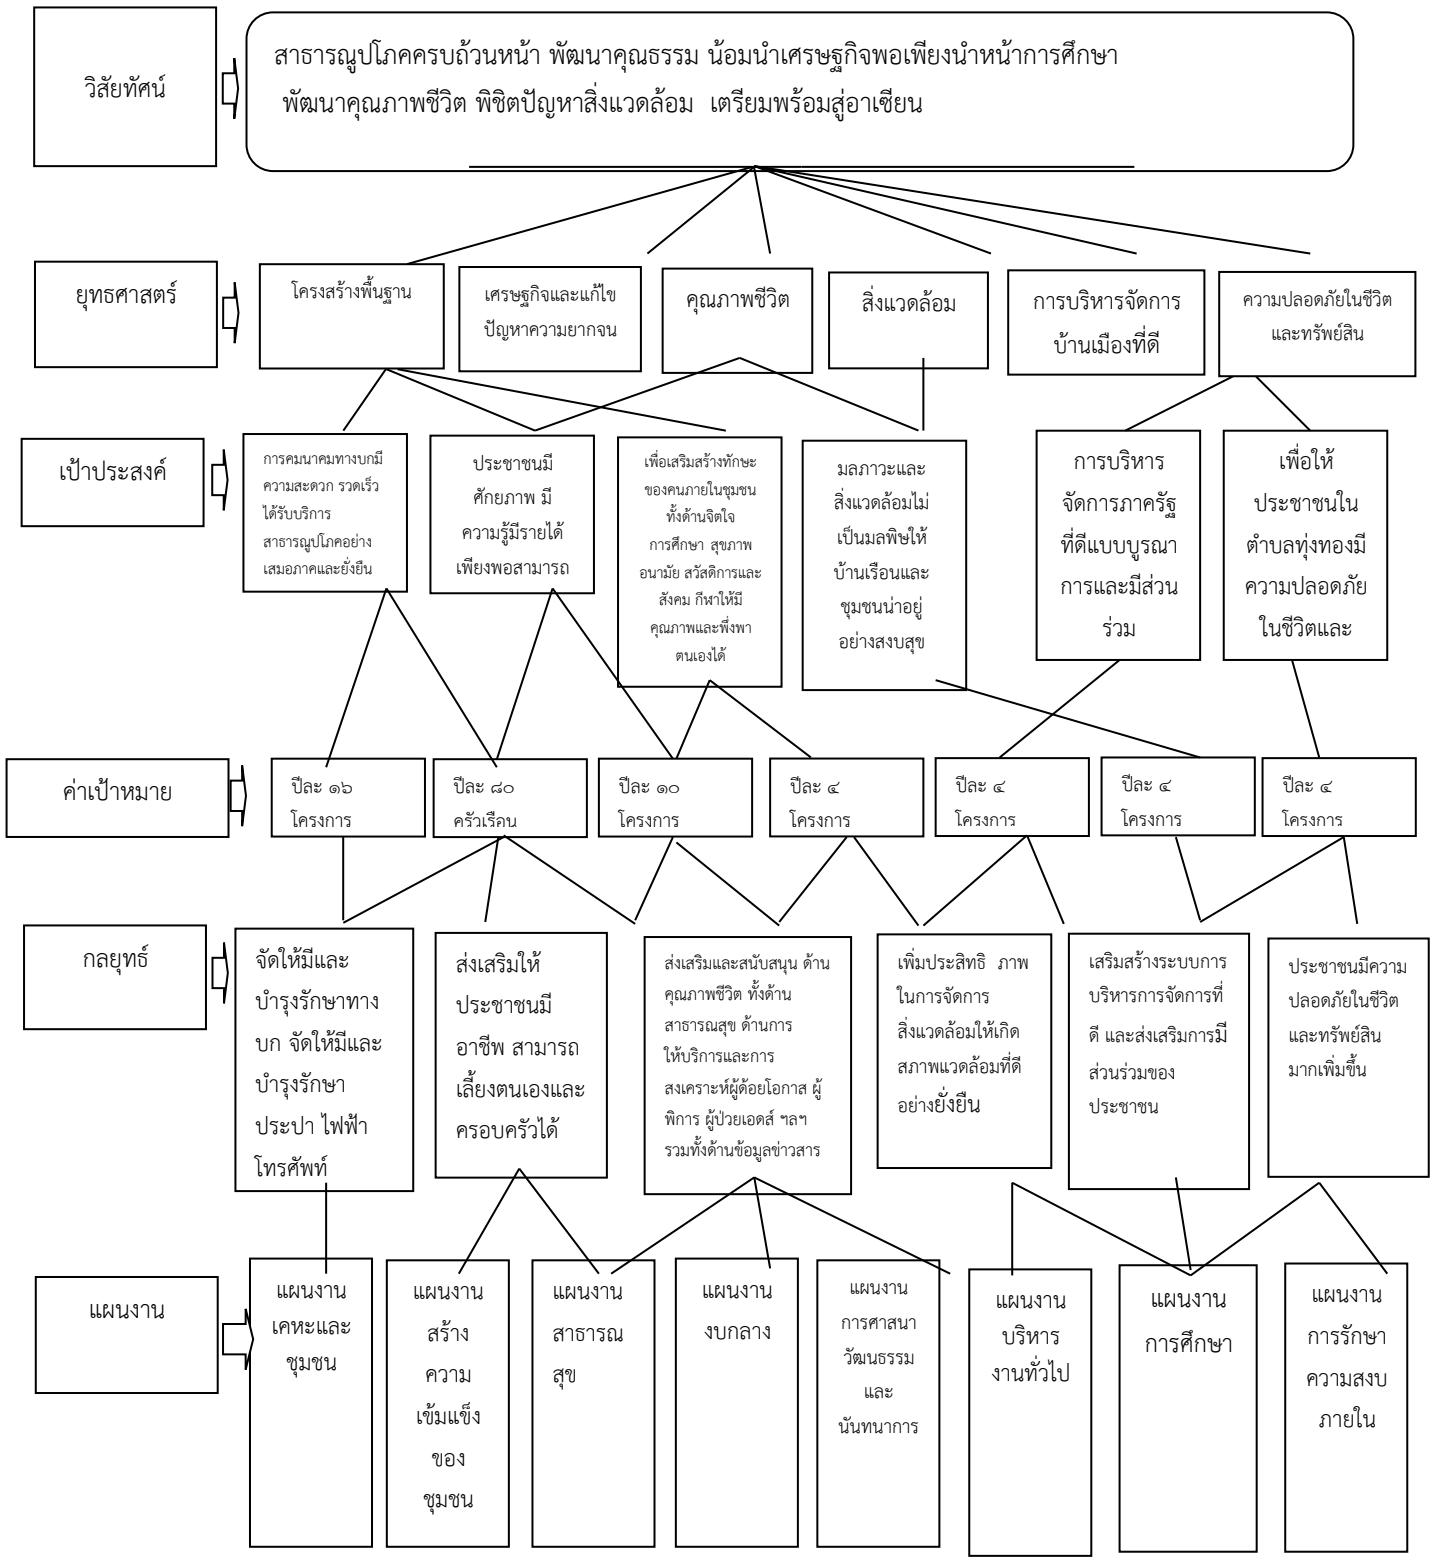 วิสัยทัศน์
สาธารณูปโภคครบถ้วนหน้า พัฒนาคุณธรรม น้อมนำเศรษฐกิจพอเพียงนำหน้าการศึกษา
พัฒนาคุณภาพชีวิต พิชิตปัญหาสิ่งแวดล้อม เตรียมพร้อมสู่อาเซียน
ยุทธศาสตร์
โครงสร้างพื้นฐาน
เศรษฐกิจและแก้ไข
ปัญหาความยากจน
คุณภาพชีวิต
สิ่งแวดล้อม
การบริหารจัดการ
บ้านเมืองที่ดี
ความปลอดภัยในชีวิต
และทรัพย์สิน
เป้าประสงค์
การคมนาคมทางบกมี
ความสะดวก รวดเร็ว
ได้รับบริการ
สาธารณูปโภคอย่าง
เสมอภาคและยั่งยืน
ประชาชนมี
ศักยภาพ มี
ความรู้มีรายได้
เพียงพอสามารถ
เพื่อเสริมสร้างทักษะ
ของคนภายในชุมชน
ทั้งด้านจิตใจ
การศึกษา สุขภาพ
อนามัย สวัสดิการและ
สังคม กีฬาให้มี
คุณภาพและพึ่งพา
ตนเองได้
มลภาวะและ
สิ่งแวดล้อมไม่
เป็นมลพิษให้
บ้านเรือนและ
ชุมชนน่าอยู่
อย่างสงบสุข
การบริหาร
จัดการภาครัฐ
ที่ดีแบบบูรณา
การและมีส่วน
ร่วม
เพื่อให้
ประชาชนใน
ตำบลทุ่งทองมี
ความปลอดภัย
ในชีวิตและ
ค่าเป้าหมาย
ปีละ ๑๖
โครงการ
ปีละ ๘๐
ครัวเรือน
ปีละ ๑๐
โครงการ
ปีละ ๔
โครงการ
ปีละ ๔
โครงการ
ปีละ ๔
โครงการ
ปีละ ๔
โครงการ
กลยุทธ์
จัดให้มีและ
บำรุงรักษาทาง
บก จัดให้มีและ
บำรุงรักษา
ประปา ไฟฟ้า
โทรศัพท์
ส่งเสริมให้
ประชาชนมี
อาชีพ สามารถ
เลี้ยงตนเองและ
ครอบครัวได้
ส่งเสริมและสนับสนุน ด้าน
คุณภาพชีวิต ทั้งด้าน
สาธารณสุข ด้านการ
ให้บริการและการ
สงเคราะห์ผู้ด้อยโอกาส ผู้
พิการ ผู้ป่วยเอดส์ ฯลฯ
รวมทั้งด้านข้อมูลข่าวสาร
เพิ่มประสิทธิ ภาพ
ในการจัดการ
สิ่งแวดล้อมให้เกิด
สภาพแวดล้อมที่ดี
อย่างยั่งยืน
เสริมสร้างระบบการ
บริหารการจัดการที่
ดี และส่งเสริมการมี
ส่วนร่วมของ
ประชาชน
ประชาชนมีความ
ปลอดภัยในชีวิต
และทรัพย์สิน
มากเพิ่มขึ้น
แผนงาน
แผนงาน
เคหะและ
ชุมชน
แผนงาน
สร้าง
ความ
เข้มแข็ง
ของ
ชุมชน
แผนงาน
สาธารณ
สุข
แผนงาน
งบกลาง
แผนงาน
การศาสนา
วัฒนธรรม
และ
นันทนาการ
แผนงาน
บริหาร
งานทั่วไป
แผนงาน
การศึกษา
แผนงาน
การรักษา
ความสงบ
ภายใน